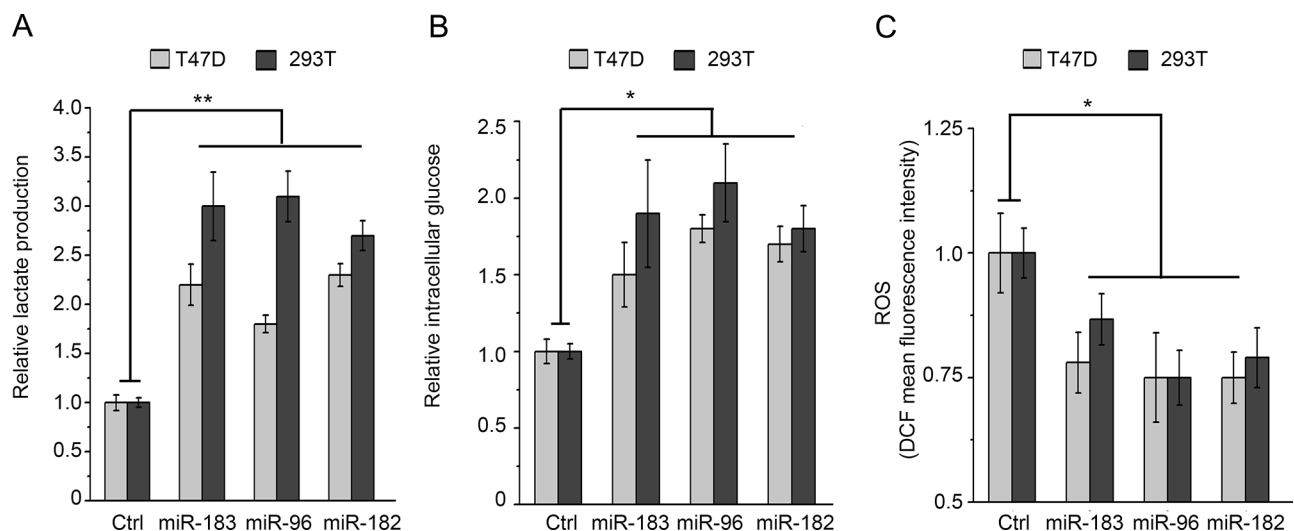 A
T47D 293T
**
Relative lactate production
4.0
3.5
3.0
2.5
2.0
1.5
1.0
0.5
0
Ctrl miR-183 miR-96 miR-182
B
T47D 293T
*
Relative intracellular glucose
2.5
2.0
1.5
1.0
0.5
0
Ctrl miR-183 miR-96 miR-182
C
T47D 293T
*
ROS
(DCF mean fluorescence intensity)
1.25
1.0
0.75
0.5
Ctrl miR-183 miR-96 miR-182